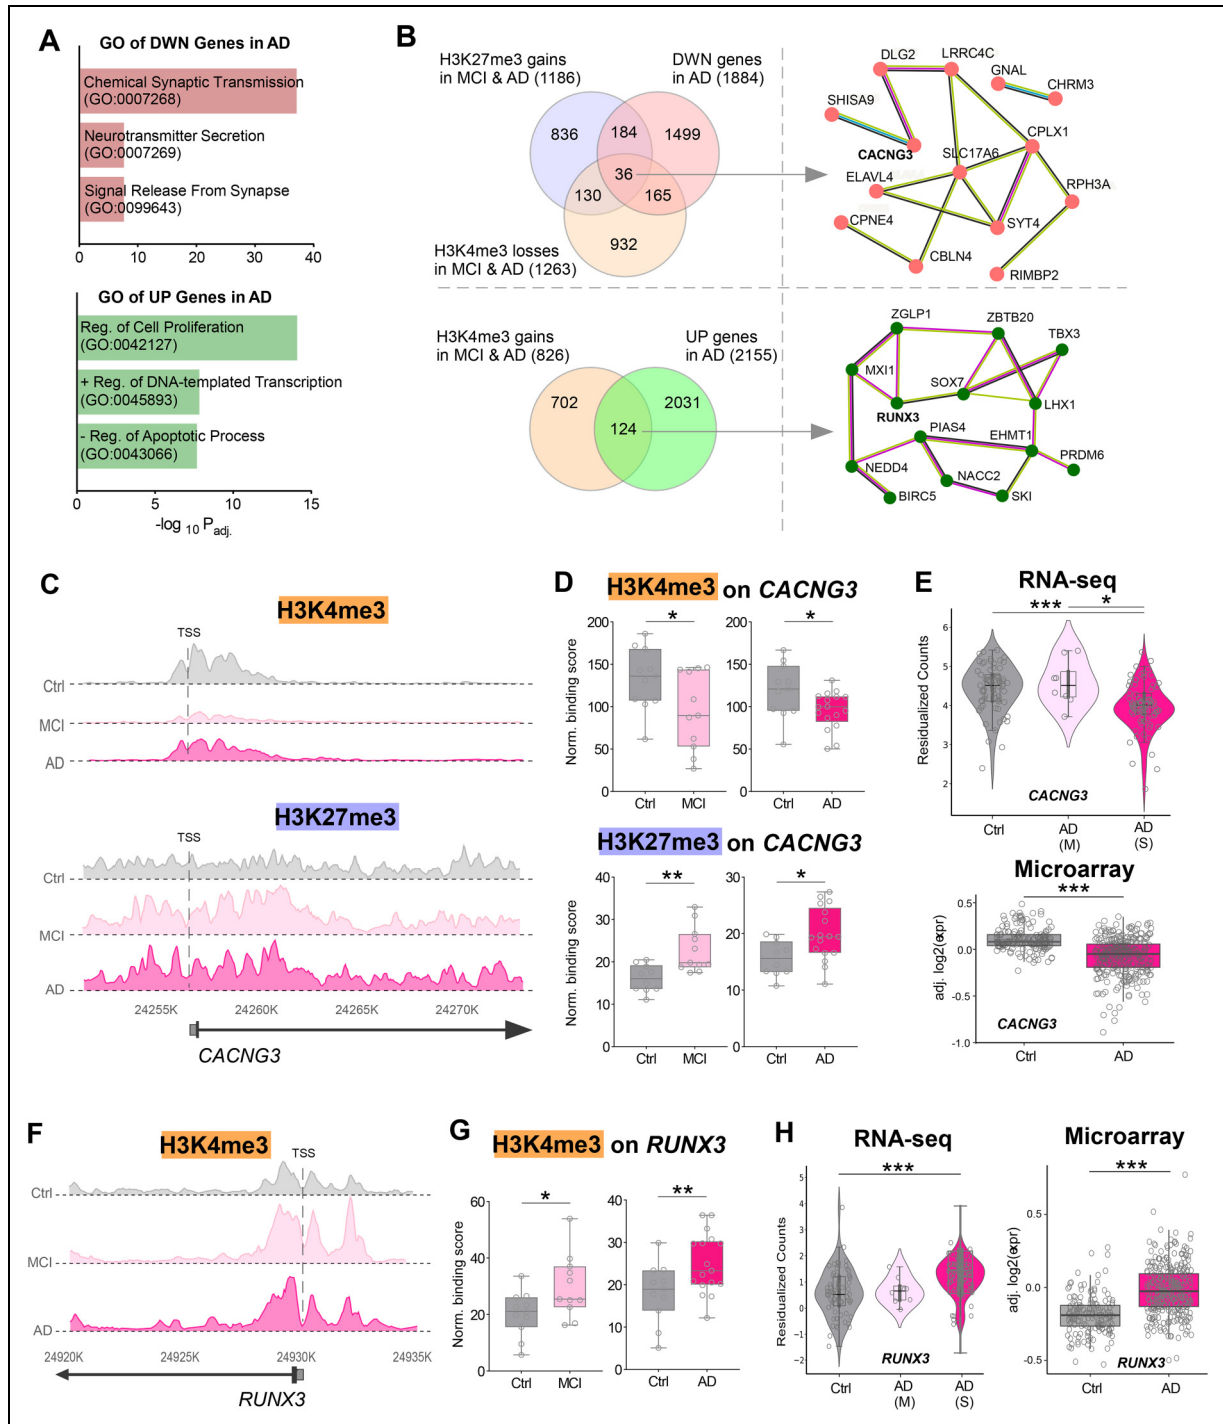 A
GO of DWN Genes in AD
Chemical Synaptic Transmission
(GO:0007268)
Neurotransmitter Secretion
(GO:0007269)
Signal Release From Synapse
(GO:0099643)
0 10 20 30 40
GO of UP Genes in AD
Reg. of Cell Proliferation
(GO:0042127)
+ Reg. of DNA-templated Transcription
(GO:0045893)
- Reg. of Apoptotic Process
(GO:0043066)
0 5 10 15
-log 10 Padj.
B
H3K27me3 gains
in MCI & AD (1186)
DWN genes
in AD (1884)
836 184 1499
36
130 165
932
H3K4me3 losses
in MCI & AD (1263)
DLG2 LRRC4C
GNAL
CHRM3
SHISA9
CACNG3
SLC17A6
CPLX1
ELAVL4
RPH3A
CPNE4
SYT4
CBLN4
RIMBP2
H3K4me3 gains
in MCI & AD (826)
UP genes
in AD (2155)
702 124 2031
ZGLP1
ZBTB20
TBX3
MXI1
SOX7
LHX1
RUNX3
PIAS4
EHMT1
PRDM6
NEDD4
NACC2
BIRC5
SKI
C
H3K4me3
TSS
Ctrl
MCI
AD
H3K27me3
TSS
Ctrl
MCI
AD
24255K 24260K 24265K 24270K
CACNG3
D
H3K4me3 on CACNG3
Norm. binding score
200
150
100
50
0
*
Ctrl MCI
200
150
100
50
0
*
Ctrl AD
H3K27me3 on CACNG3
Norm. binding score
40
30
20
10
0
**
Ctrl MCI
30
20
10
0
*
Ctrl AD
E
RNA-seq
*** *
Residualized Counts
6
5
4
3
2
CACNG3
Ctrl AD AD
(M) (S)
Microarray
***
adj. log2(expr)
0.5
0.0
-0.5
-1.0
CACNG3
Ctrl AD
F
H3K4me3
TSS
Ctrl
MCI
AD
24920K 24925K 24930K 24935K
RUNX3
G
H3K4me3 on RUNX3
Norm. binding score
60
40
20
0
*
Ctrl MCI
40
30
20
10
0
**
Ctrl AD
H
RNA-seq
***
Residualized Counts
5
4
3
2
1
0
−1
−2
RUNX3
Ctrl AD AD
(M) (S)
Microarray
***
adj. log2(expr)
0.5
0.0
-0.5
RUNX3
Ctrl AD